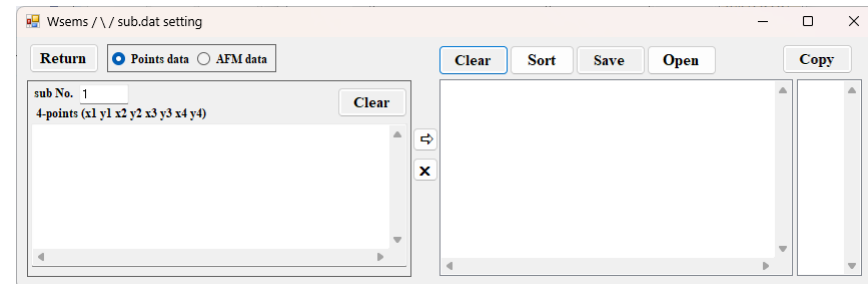 Wsems / \ / sub.dat setting
Return Points data AFM data Clear Sort Save Open Copy
sub No. 1 Clear
4-points (x1 y1 x2 y2 x3 y3 x4 y4)